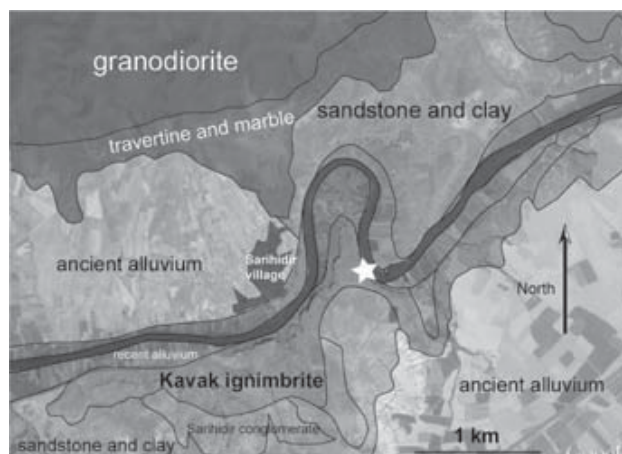 granodiorite
travertine and marble
sandstone and clay
ancient alluvium
Sarıhıdır
village
North
recent alluvium
Kavak ignimbrite
ancient alluvium
Sarıhıdır conglomerate
sandstone and clay
1 km